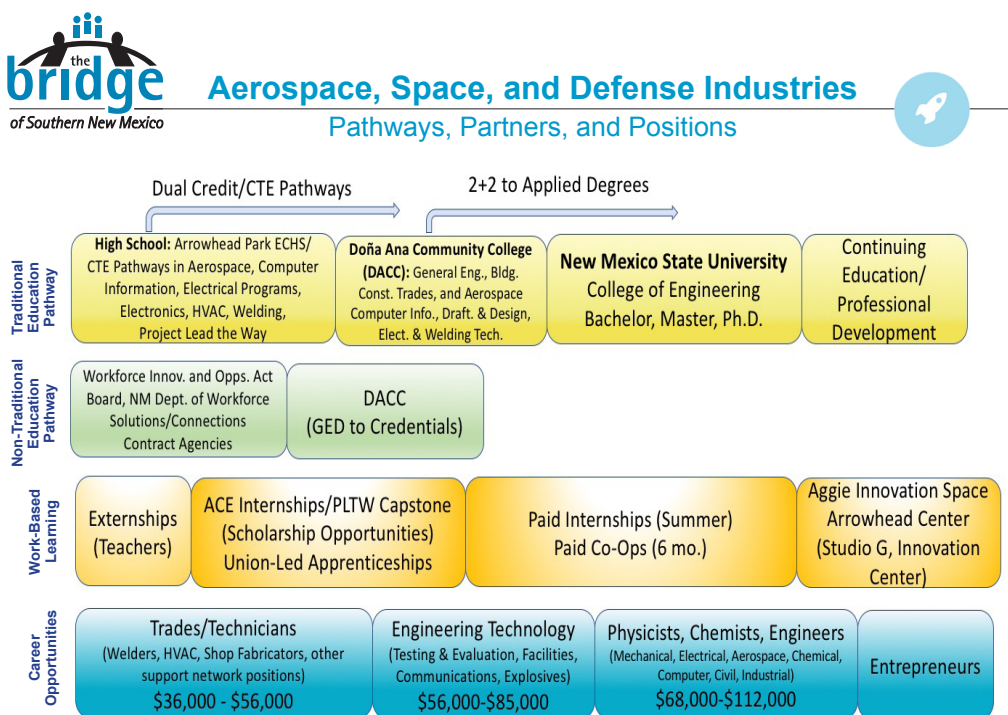 the
bridge
of Southern New Mexico
Aerospace, Space, and Defense Industries
Pathways, Partners, and Positions
Dual Credit/CTE Pathways
2+2 to Applied Degrees
Traditional
Education
Pathway
High School: Arrowhead Park ECHS/
CTE Pathways in Aerospace, Computer
Information, Electrical Programs,
Electronics, HVAC, Welding,
Project Lead the Way
Doña Ana Community College
(DACC): General Eng., Bldg.
Const. Trades, and Aerospace
Computer Info., Draft. & Design,
Elect. & Welding Tech.
New Mexico State University
College of Engineering
Bachelor, Master, Ph.D.
Continuing
Education/
Professional
Development
Non-Traditional
Education
Pathway
Workforce Innov. and Opps. Act
Board, NM Dept. of Workforce
Solutions/Connections
Contract Agencies
DACC
(GED to Credentials)
Work-Based
Learning
Externships
(Teachers)
ACE Internships/PLTW Capstone
(Scholarship Opportunities)
Union-Led Apprenticeships
Paid Internships (Summer)
Paid Co-Ops (6 mo.)
Aggie Innovation Space
Arrowhead Center
(Studio G, Innovation
Center)
Career
Opportunities
Trades/Technicians
(Welders, HVAC, Shop Fabricators, other
support network positions)
$36,000 - $56,000
Engineering Technology
(Testing & Evaluation, Facilities,
Communications, Explosives)
$56,000-$85,000
Physicists, Chemists, Engineers
(Mechanical, Electrical, Aerospace, Chemical,
Computer, Civil, Industrial)
$68,000-$112,000
Entrepreneurs